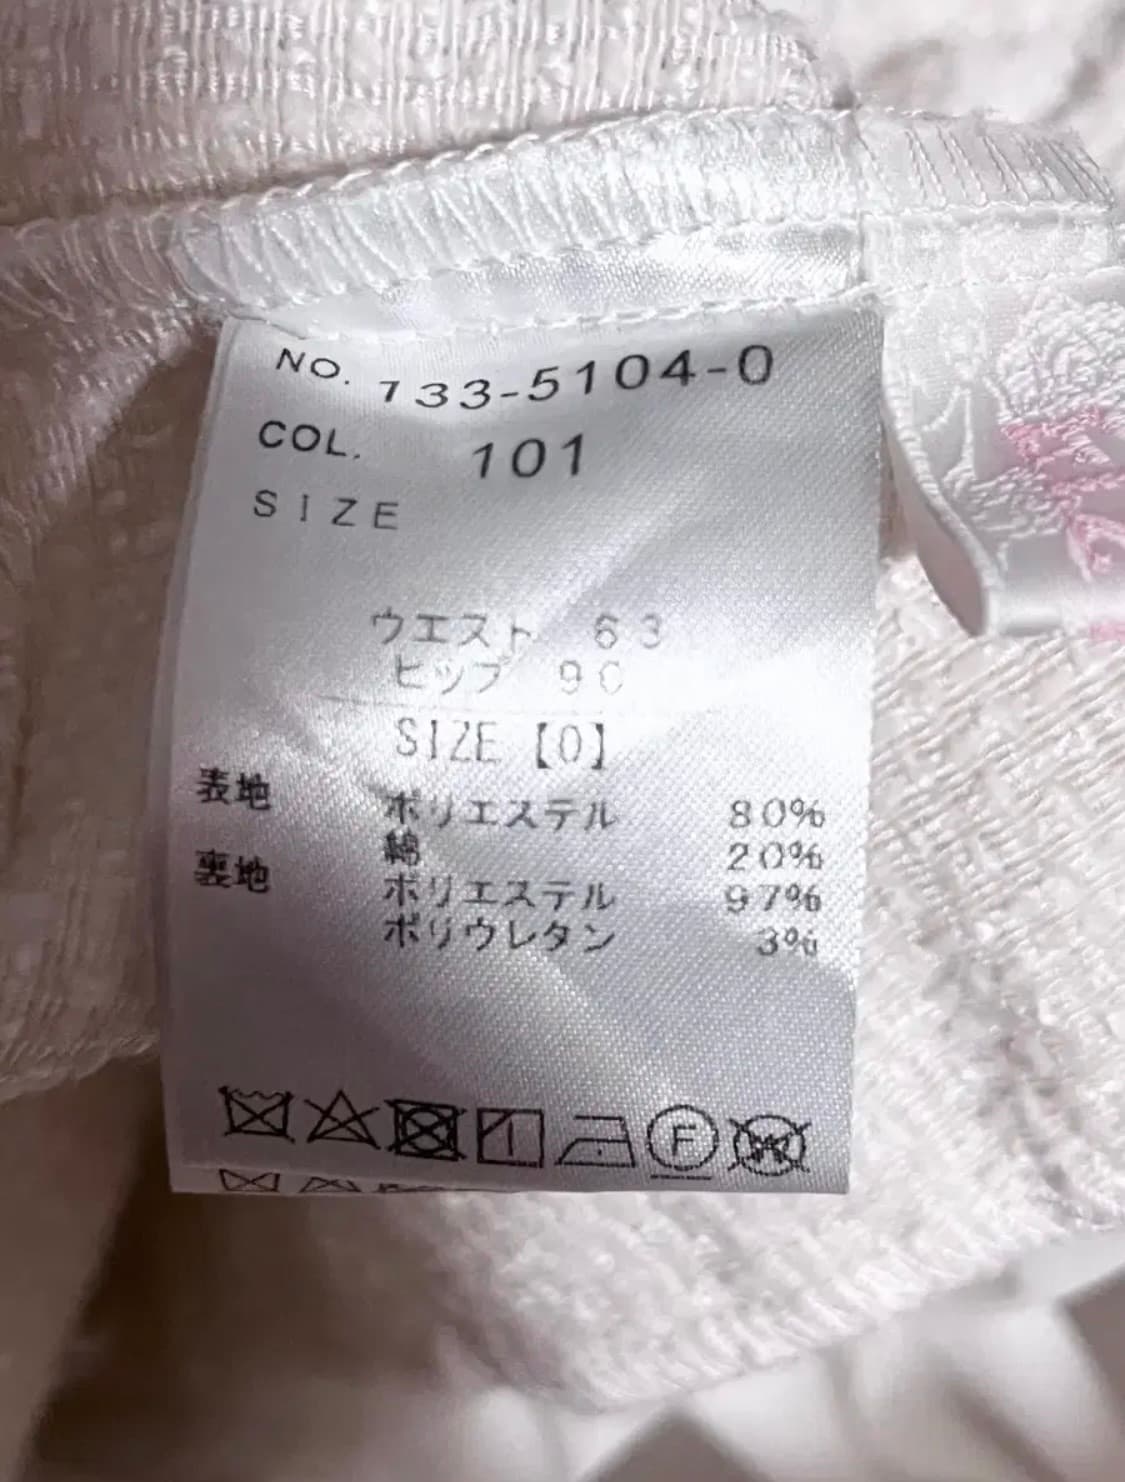 NO. 133-5104-0
COL. 101
SIZE
ウエスト 63
ヒップ 90
SIZE【0】
表地 ポリエステル 80%
綿 20%
裏地 ポリエステル 97%
ポリウレタン 3%
F
W